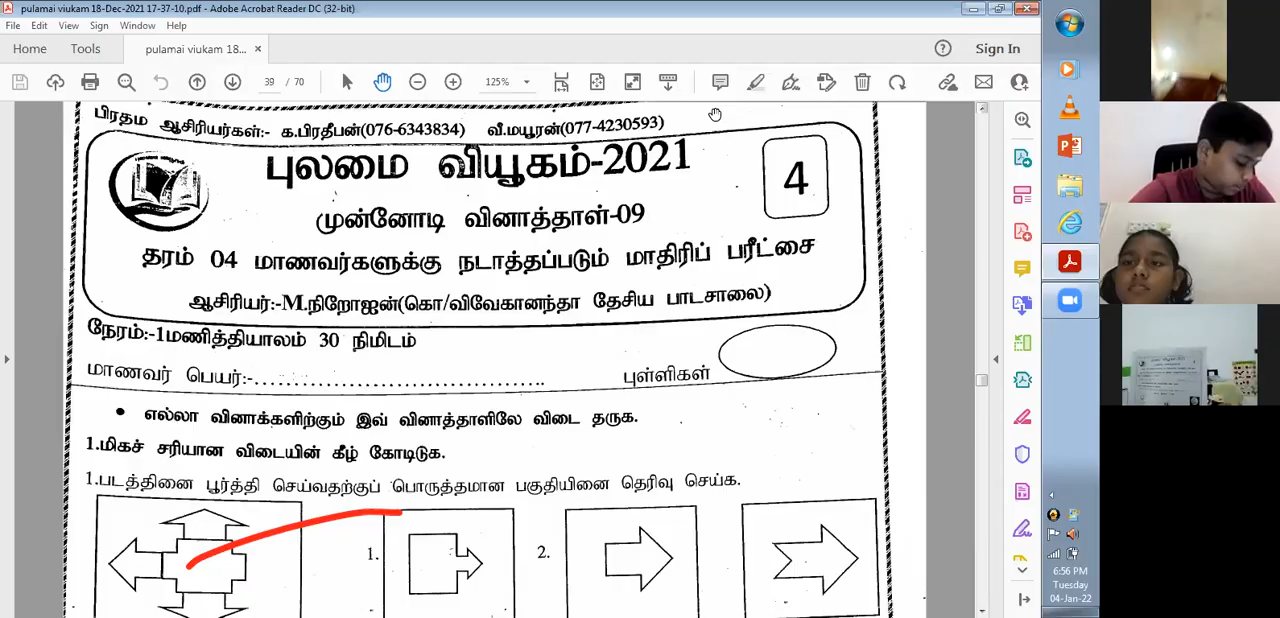 pulamai viukam 18-Dec-2021 17-37-10.pdf - Adobe Acrobat Reader DC (32-bit)
File Edit View Sign Window Help
Home Tools pulamai viukam 18... × Sign In
39 / 70 125%
பிரதம ஆசிரியர்கள்:- க.பிரதீபன்(076-6343834) வீ.மயூரன்(077-4230593)
புலமை வியூகம்-2021
4
முன்னோடி வினாத்தாள்-09
தரம் 04 மாணவர்களுக்கு நடாத்தப்படும் மாதிரிப் பரீட்சை
ஆசிரியர்:-M.நிறோஜன்(கொ/விவேகானந்தா தேசிய பாடசாலை)
நேரம்:-1மணித்தியாலம் 30 நிமிடம்
மாணவர் பெயர்:-........................................ புள்ளிகள்
• எல்லா வினாக்களிற்கும் இவ் வினாத்தாளிலே விடை தருக.
1.மிகச் சரியான விடையின் கீழ் கோடிடுக.
1.படத்தினை பூர்த்தி செய்வதற்குப் பொருத்தமான பகுதியினை தெரிவு செய்க.
1. 2.
6:56 PM
Tuesday
04-Jan-22